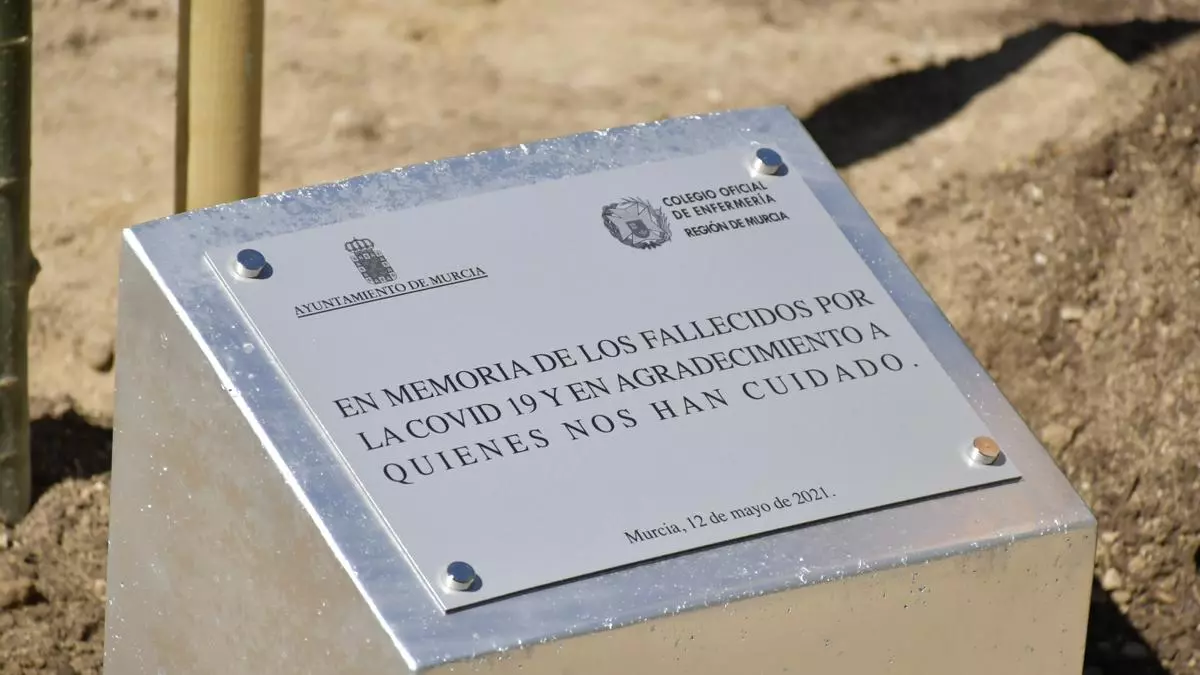 AYUNTAMIENTO DE MURCIA
COLEGIO OFICIAL
DE ENFERMERÍA
REGIÓN DE MURCIA
EN MEMORIA DE LOS FALLECIDOS POR
LA COVID 19 Y EN AGRADECIMIENTO A
QUIENES NOS HAN CUIDADO.
Murcia, 12 de mayo de 2021.